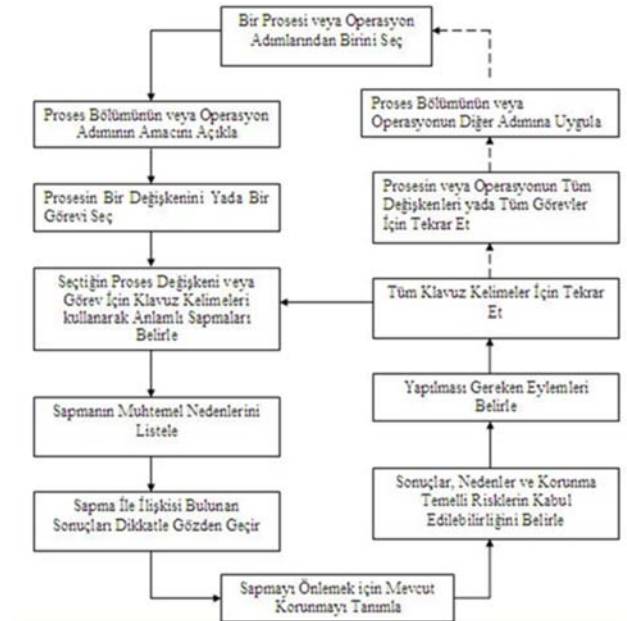 Bir Prosesi veya Operasyon
Adımlarından Birini Seç
Proses Bölümünün veya Operasyon
Adımının Amacını Açıkla
Prosesin Bir Değişkenini Yada Bir
Görevi Seç
Seçtiğin Proses Değişkeni veya
Görev İçin Klavuz Kelimeleri
kullanarak Anlamlı Sapmaları
Belirle
Sapmanın Muhtemel Nedenlerini
Listele
Sapma İle İlişkisi Bulunan
Sonuçları Dikkatle Gözden Geçir
Sapmayı Önlemek için Mevcut
Korunmayı Tanımla
Sonuçlar, Nedenler ve Korunma
Temelli Risklerin Kabul
Edilebilirliğini Belirle
Yapılması Gereken Eylemleri
Belirle
Tüm Klavuz Kelimeler İçin Tekrar
Et
Prosesin veya Operasyonun Tüm
Değişkenleri yada Tüm Görevler
İçin Tekrar Et
Proses Bölümünün veya
Operasyonun Diğer Adımına Uygula